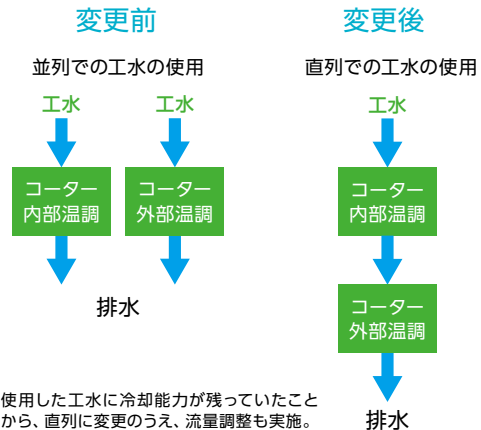 変更前
並列での工水の使用
工水 工水
コーター
内部温調
コーター
外部温調
排水
使用した工水に冷却能力が残っていたこと
から、直列に変更のうえ、流量調整も実施。
変更後
直列での工水の使用
工水
コーター
内部温調
コーター
外部温調
排水